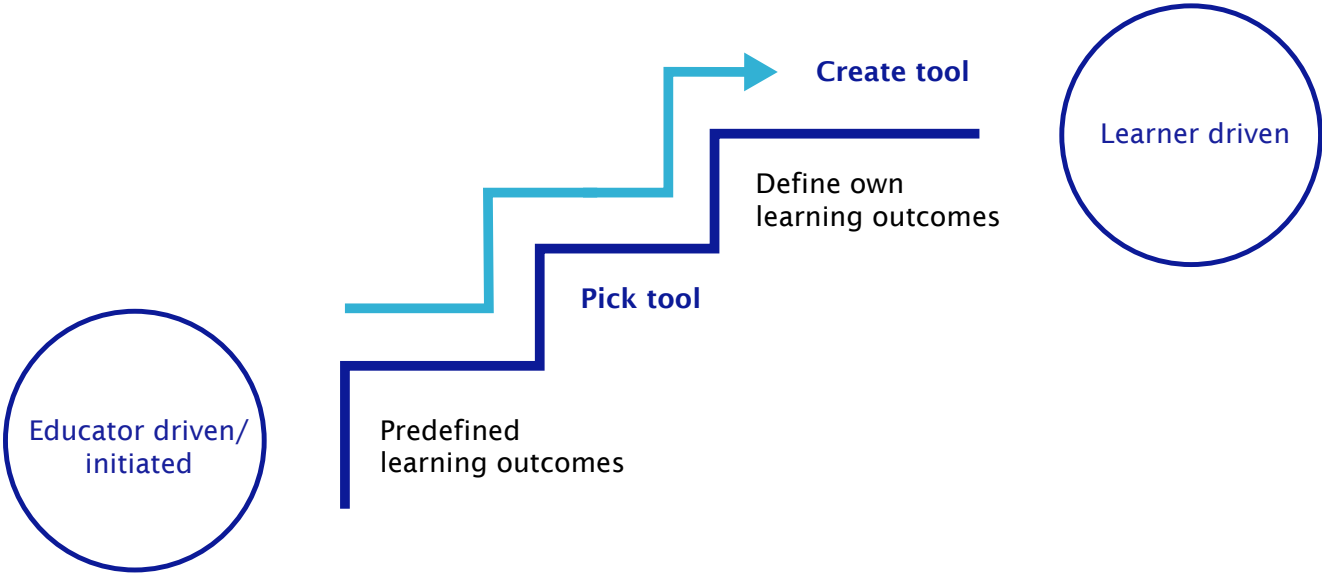 Create tool
Learner driven
Define own
learning outcomes
Pick tool
Educator driven/
initiated
Predefined
learning outcomes